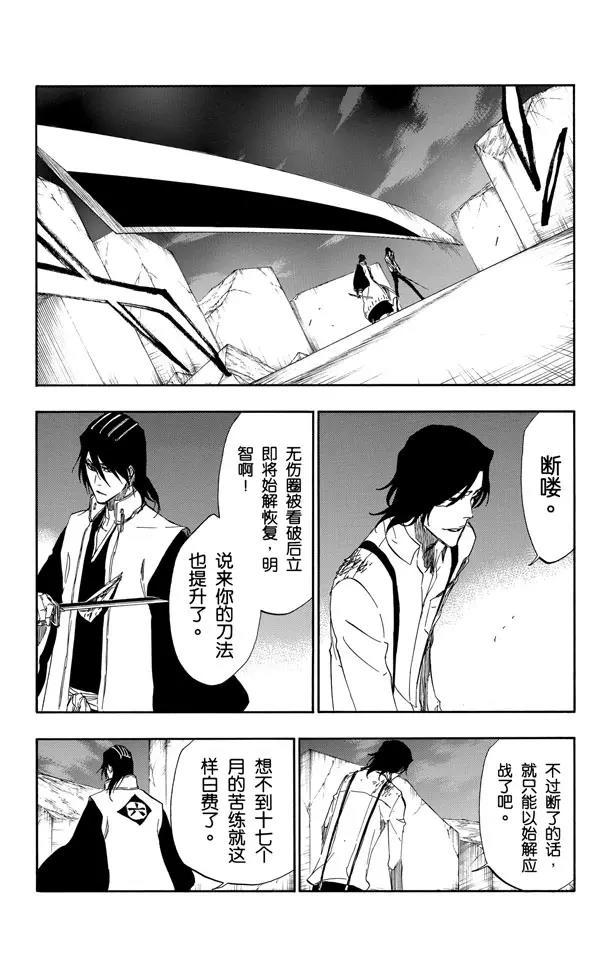 断喽。
无伤圈被看破后立
即将始解恢复，明
智啊！
说来你的刀法
也提升了。
不过断了的话，
就只能以始解应
战了吧。
想不到十七个
月的苦练就这
样白费了。
六